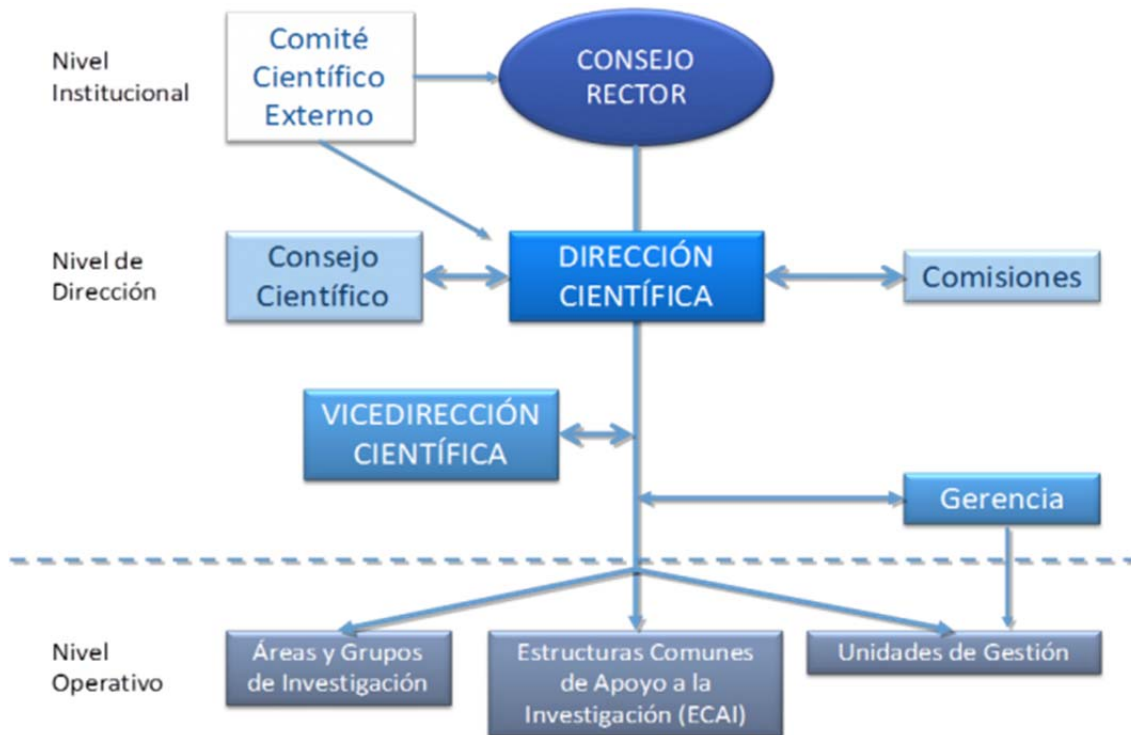 Nivel
Institucional
Comité
Científico
Externo
CONSEJO
RECTOR
Nivel de
Dirección
Consejo
Científico
DIRECCIÓN
CIENTÍFICA
Comisiones
VICEDIRECCIÓN
CIENTÍFICA
Gerencia
Nivel
Operativo
Áreas y Grupos
de Investigación
Estructuras Comunes
de Apoyo a la
Investigación (ECAI)
Unidades de Gestión